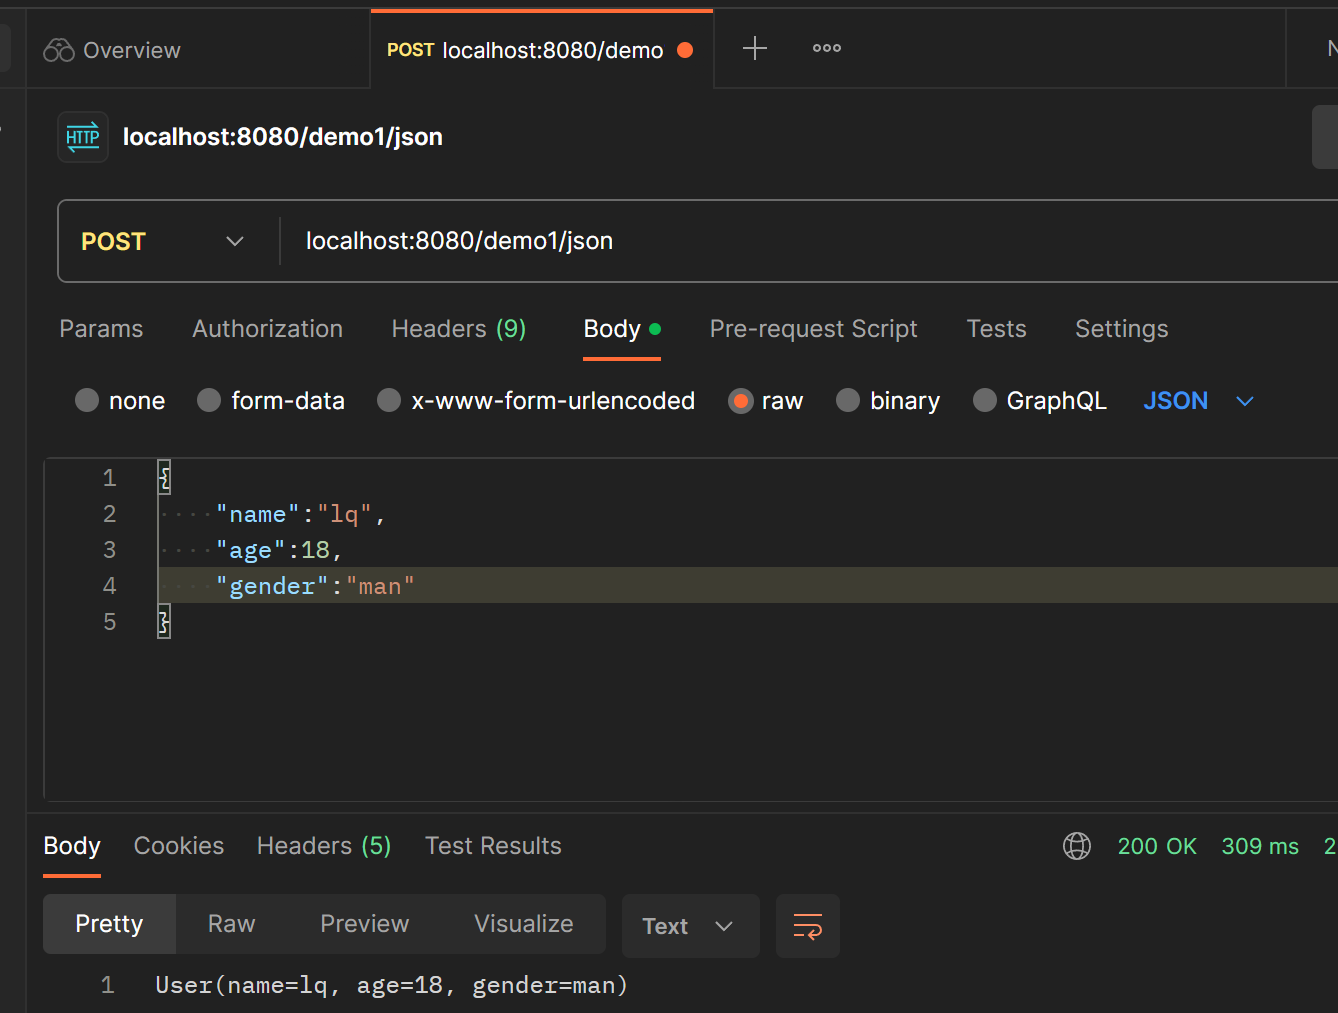 Overview POST localhost:8080/demo N
HTTP localhost:8080/demo1/json
POST localhost:8080/demo1/json
Params Authorization Headers (9) Body Pre-request Script Tests Settings
none form-data x-www-form-urlencoded raw binary GraphQL JSON
1 {
2 "name":"lq",
3 "age":18,
4 "gender":"man"
5 }
Body Cookies Headers (5) Test Results 200 OK 309 ms 2
Pretty Raw Preview Visualize Text
1 User(name=lq, age=18, gender=man)